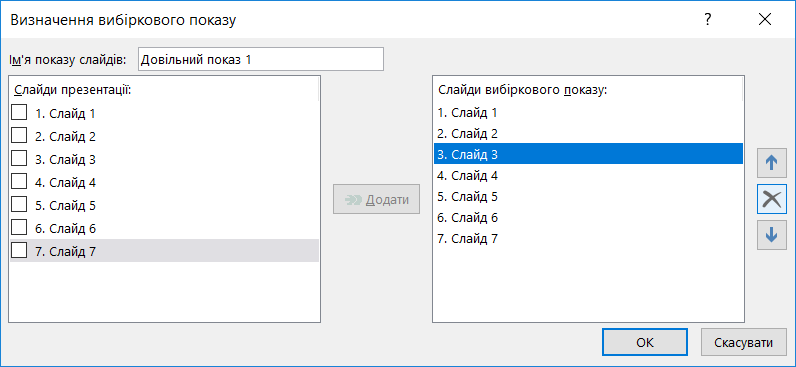 Визначення вибіркового показу
?
Ім'я показу слайдів: Довільний показ 1
Слайди презентації:
1. Слайд 1
2. Слайд 2
3. Слайд 3
4. Слайд 4
5. Слайд 5
6. Слайд 6
7. Слайд 7
Додати
Слайди вибіркового показу:
1. Слайд 1
2. Слайд 2
3. Слайд 3
4. Слайд 4
5. Слайд 5
6. Слайд 6
7. Слайд 7
ОК
Скасувати